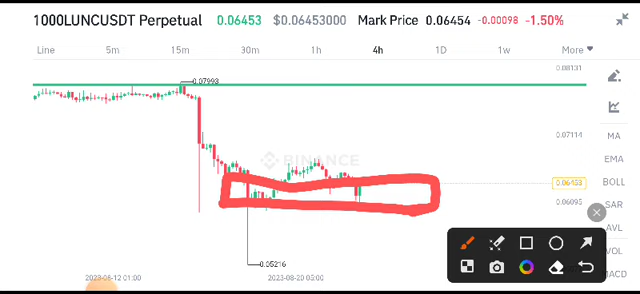 1000LUNCUSDT Perpetual 0.06453 $0.06453000 Mark Price 0.06454 -0.00098 -1.50%
Line 5m 15m 30m 1h 4h 1D 1w More
0.07993
0.08131
0.07114
0.06453
0.06095
BINANCE
0.05216
2023-08-12 01:00 2023-08-20 05:00
MA
EMA
BOLL
SAR
AVL
VOL
MACD